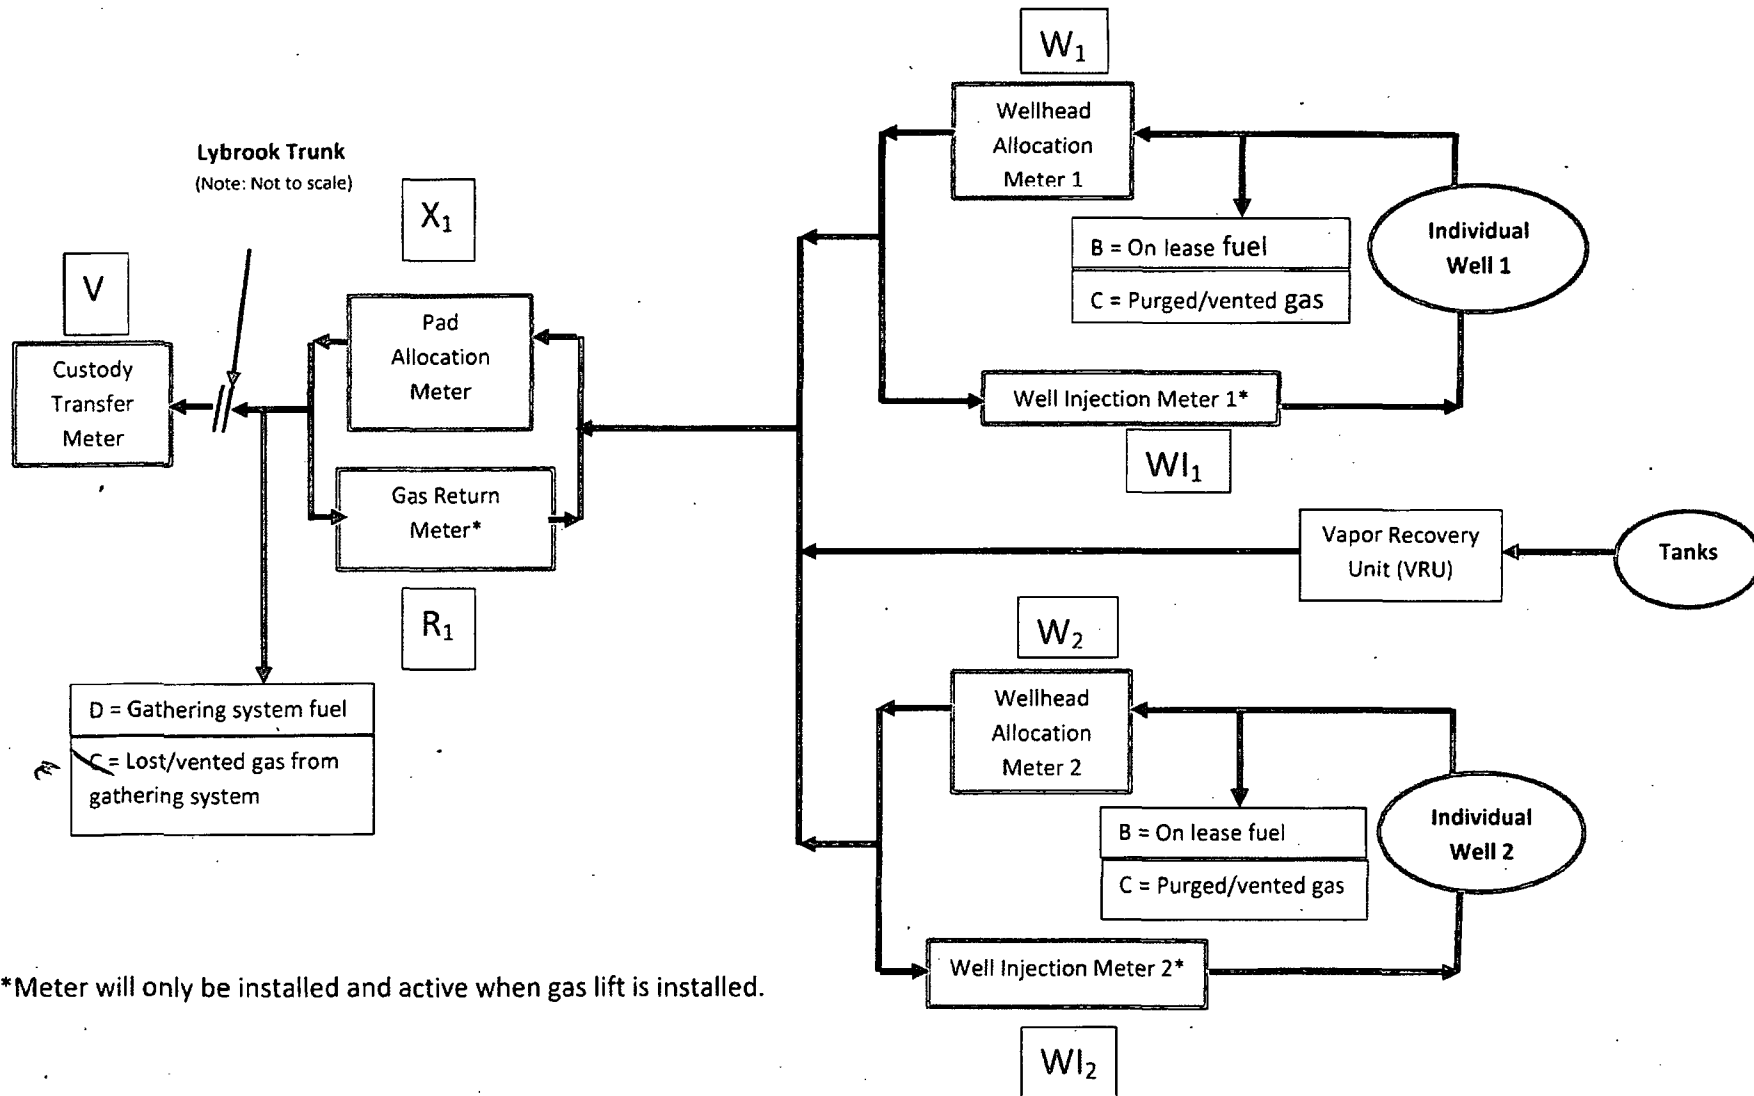 W₁
Wellhead
Allocation
Meter 1
Lybrook Trunk
(Note: Not to scale)
X₁
V
Custody
Transfer
Meter
Pad
Allocation
Meter
Gas Return
Meter*
R₁
D = Gathering system fuel
C = Lost/vented gas from
gathering system
B = On lease fuel
C = Purged/vented gas
Individual
Well 1
Well Injection Meter 1*
WI₁
Vapor Recovery
Unit (VRU)
Tanks
W₂
Wellhead
Allocation
Meter 2
B = On lease fuel
C = Purged/vented gas
Individual
Well 2
Well Injection Meter 2*
WI₂
*Meter will only be installed and active when gas lift is installed.